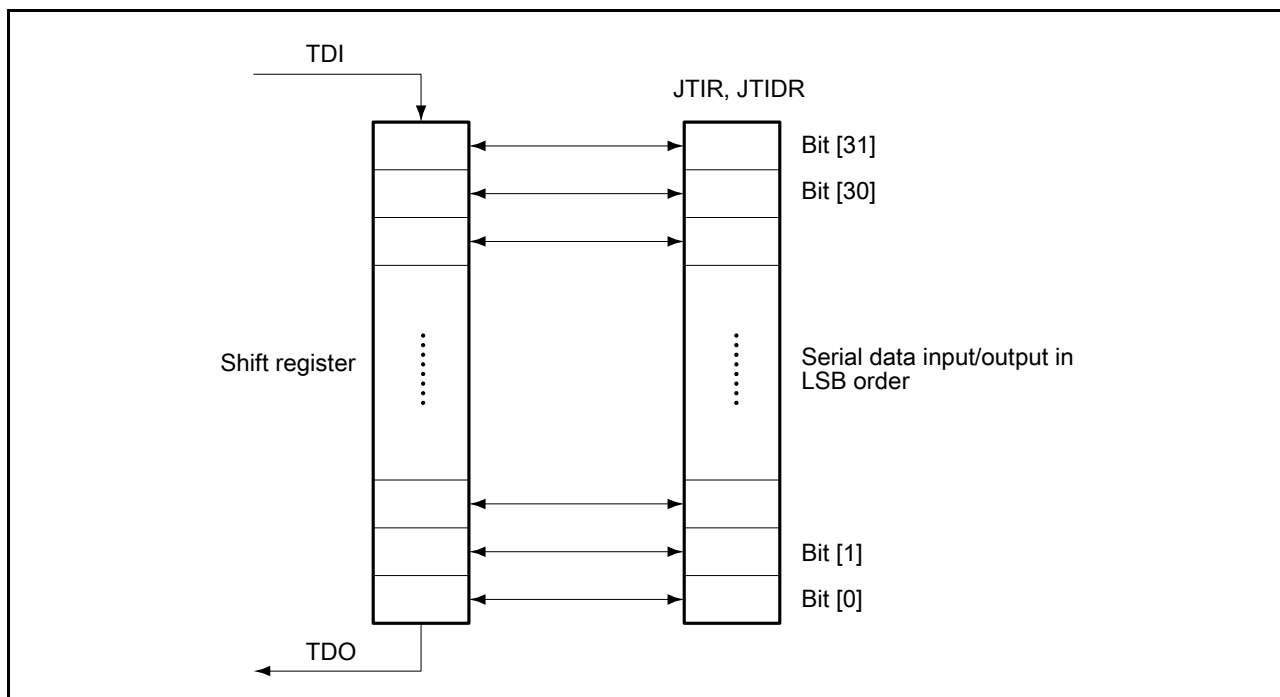 TDI
JTIR, JTIDR
Bit [31]
Bit [30]
Shift register
Serial data input/output in
LSB order
Bit [1]
Bit [0]
TDO